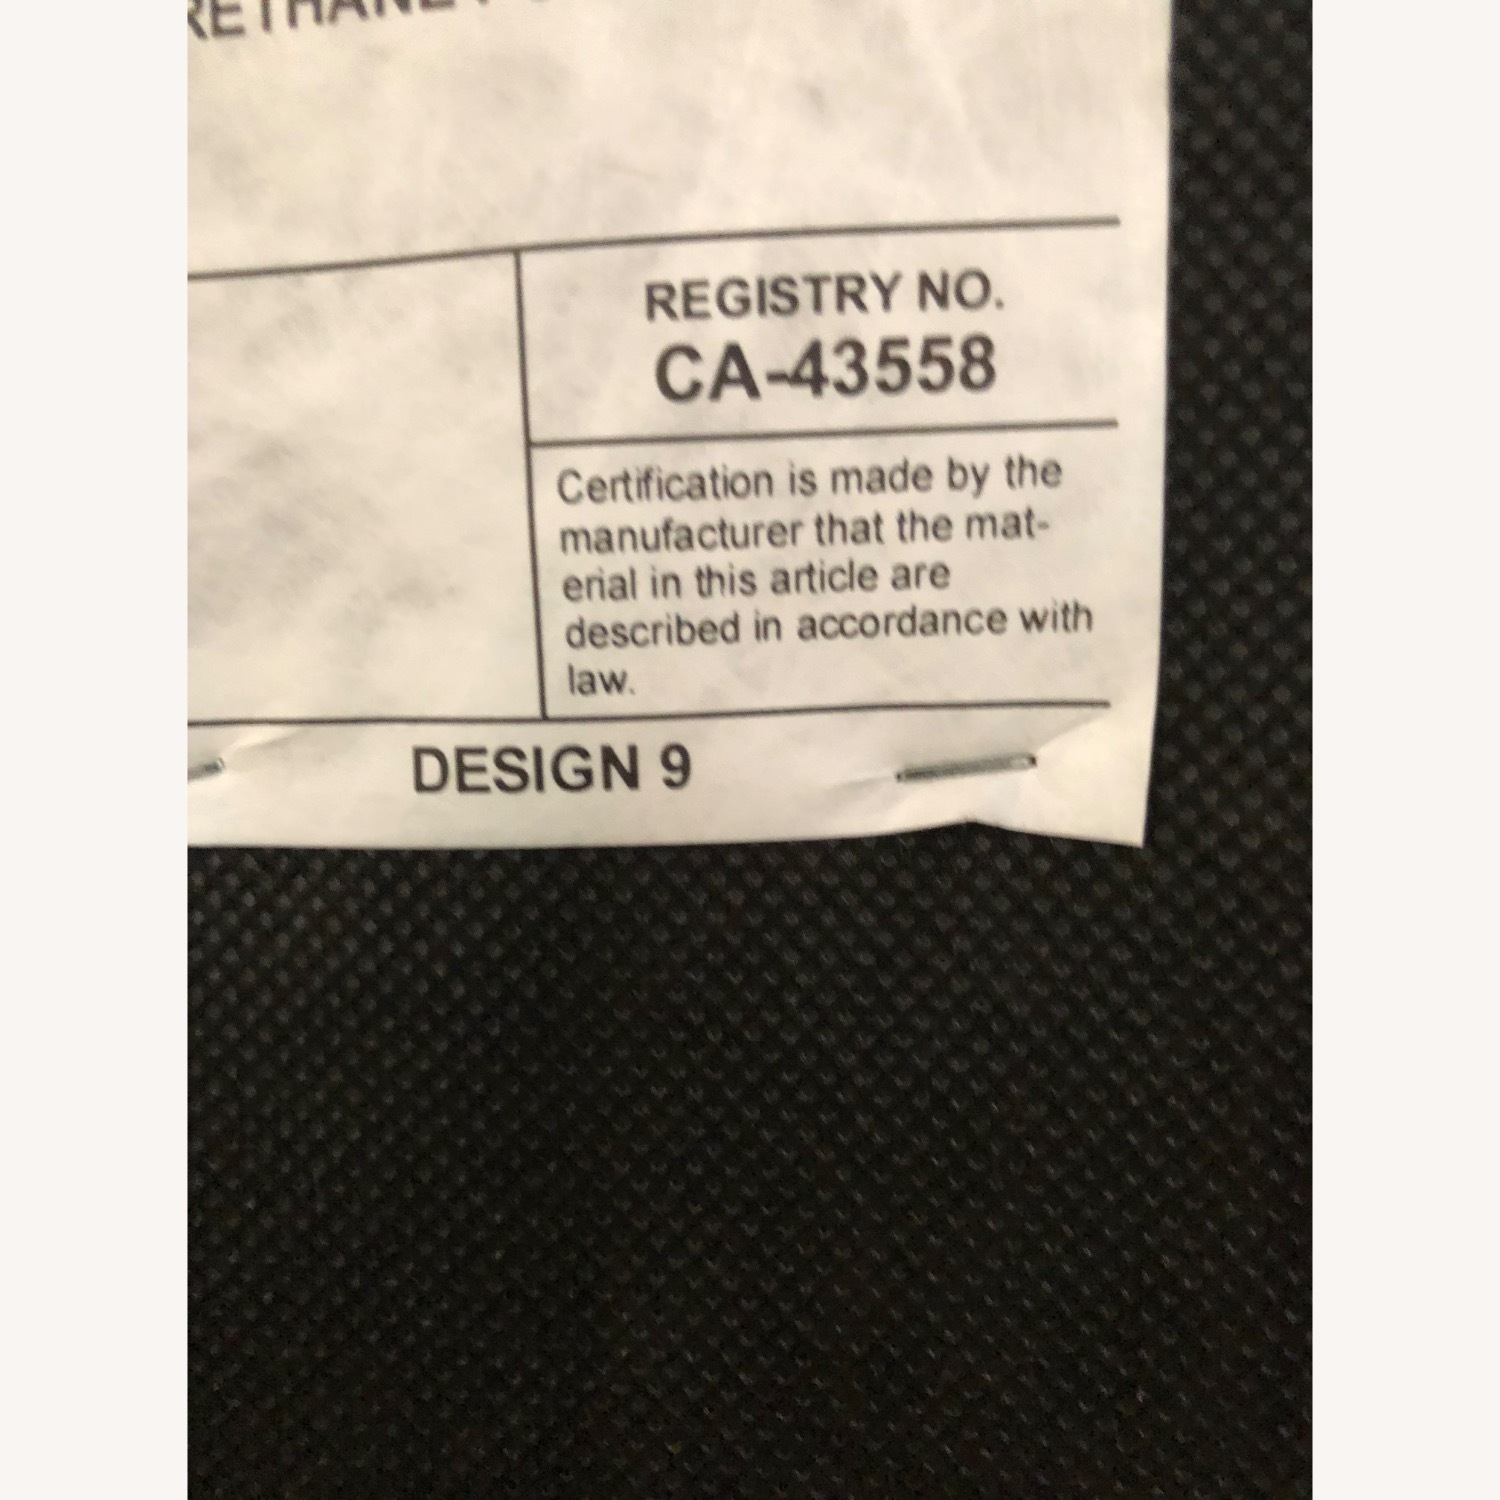 REGISTRY NO.
CA-43558
Certification is made by the
manufacturer that the mat-
erial in this article are
described in accordance with
law.
DESIGN 9